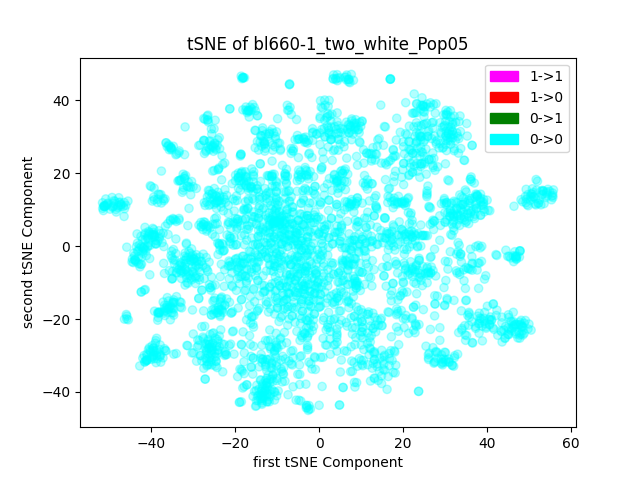 tSNE of bl660-1_two_white_Pop05
1->1
1->0
0->1
0->0
second tSNE Component
40
20
0
−20
−40
−40 −20 0 20 40 60
first tSNE Component